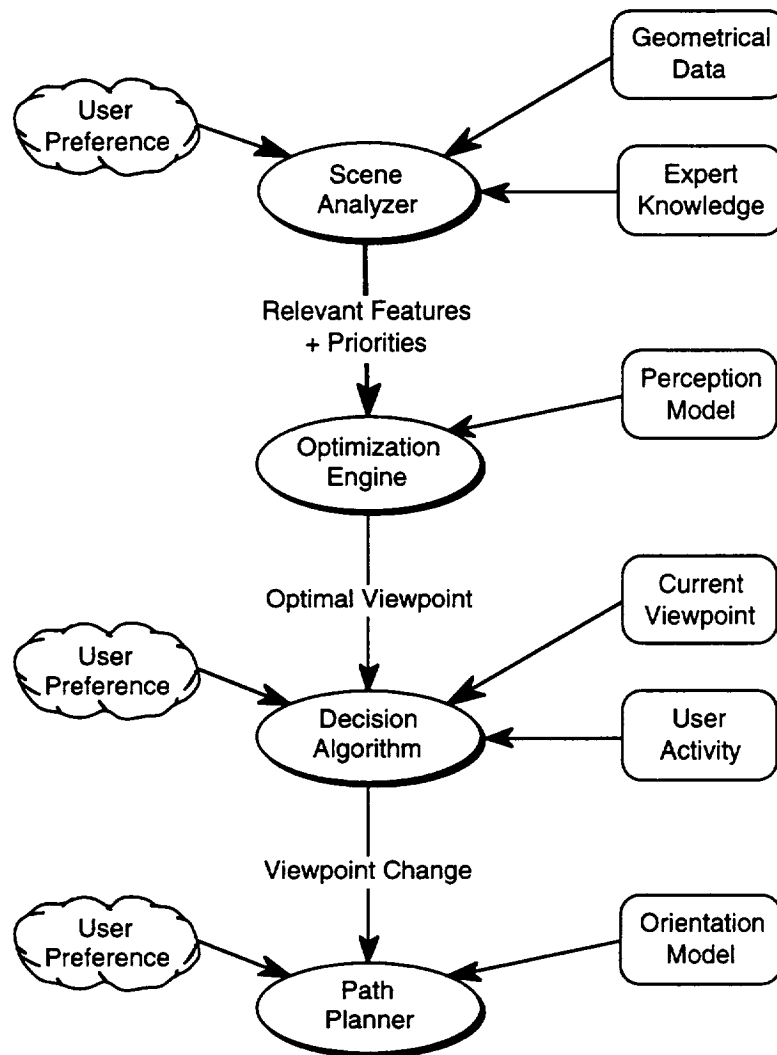 Geometrical
Data
User
Preference
Scene
Analyzer
Expert
Knowledge
Relevant Features
+ Priorities
Perception
Model
Optimization
Engine
Optimal Viewpoint
Current
Viewpoint
User
Preference
Decision
Algorithm
User
Activity
Viewpoint Change
User
Preference
Orientation
Model
Path
Planner